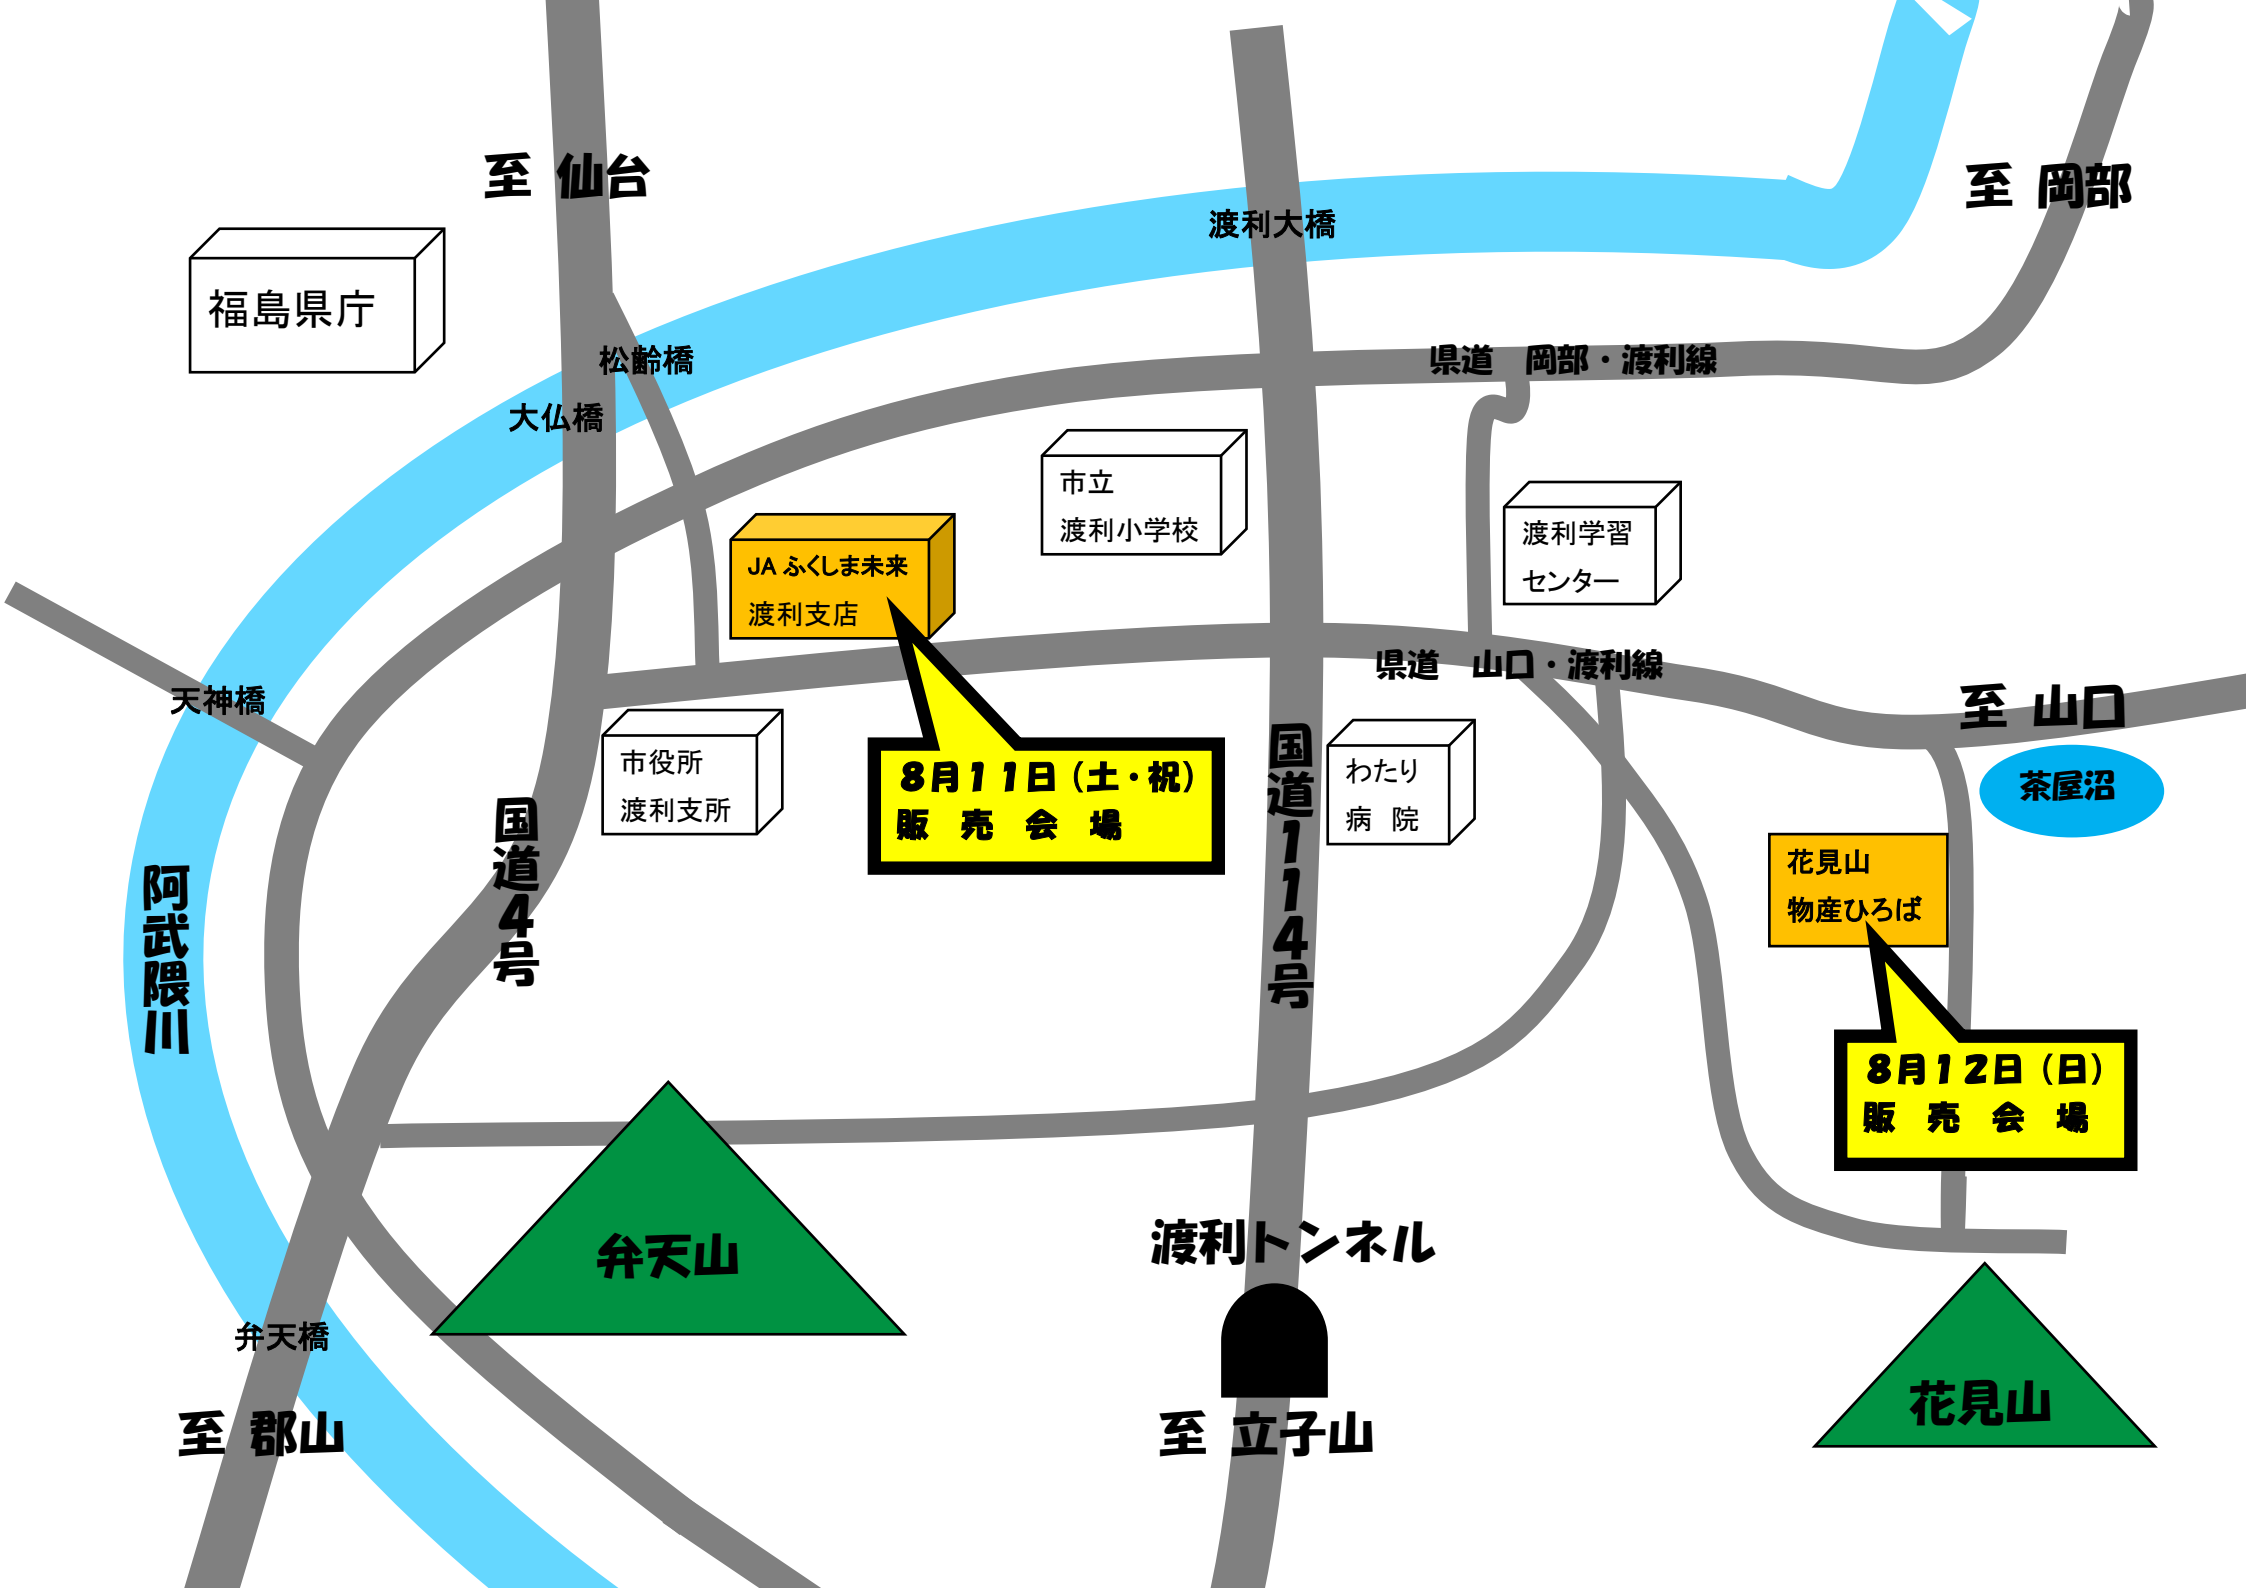 至 仙台
至 岡部
渡利大橋
福島県庁
松齢橋
県道　岡部・渡利線
大仏橋
市立
渡利小学校
渡利学習
センター
JA ふくしま未来
渡利支店
県道　山口・渡利線
天神橋
至 山口
市役所
渡利支所
国道114号
わたり
病　院
８月１１日（土・祝）
販　売　会　場
茶屋沼
国道4号
花見山
物産ひろば
阿武隈川
８月１２日（日）
販　売　会　場
渡利トンネル
弁天山
弁天橋
花見山
至 郡山
至 立子山